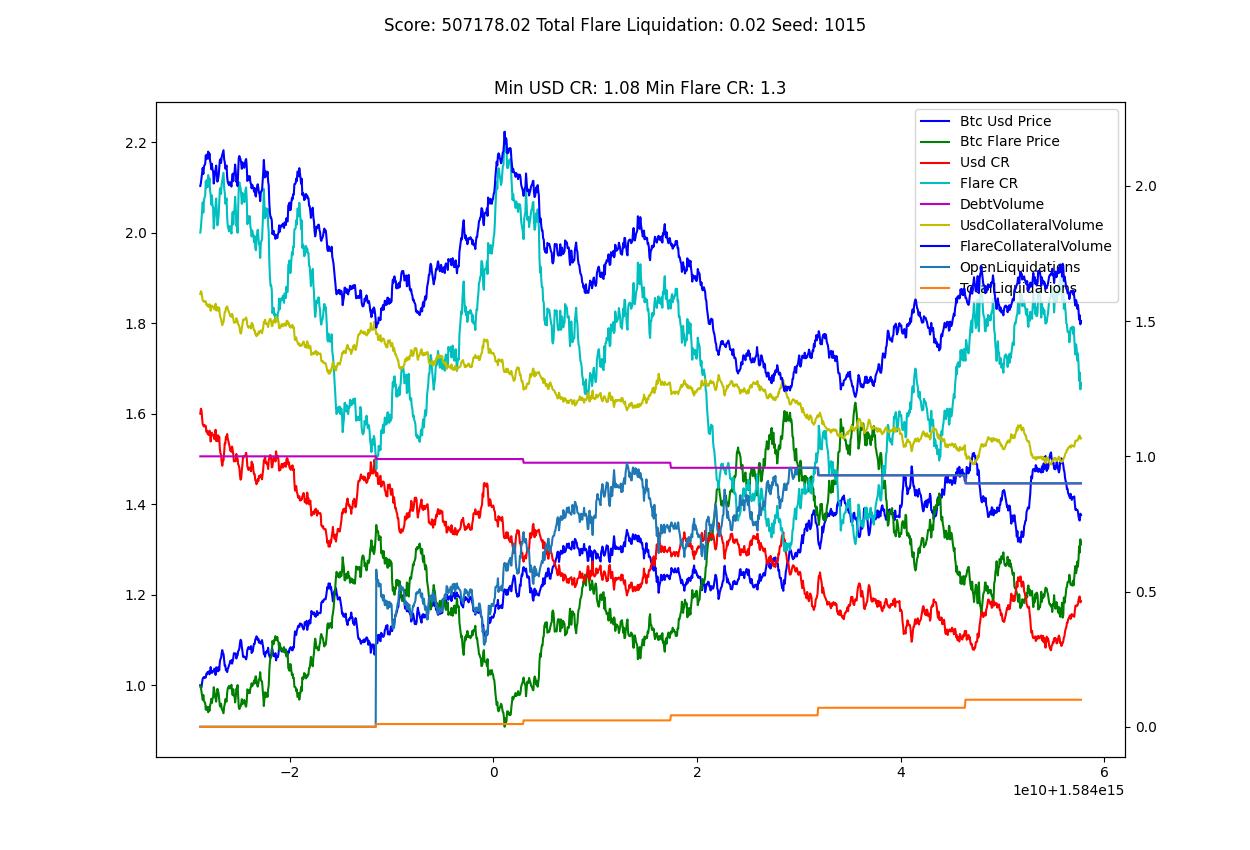 Score: 507178.02 Total Flare Liquidation: 0.02 Seed: 1015
Min USD CR: 1.08 Min Flare CR: 1.3
Btc Usd Price
Btc Flare Price
Usd CR
Flare CR
DebtVolume
UsdCollateralVolume
FlareCollateralVolume
OpenLiquidations
TotalLiquidations
2.2
2.0
1.8
1.6
1.4
1.2
1.0
2.0
1.5
1.0
0.5
0.0
−2
0
2
4
6
1e10+1.584e15